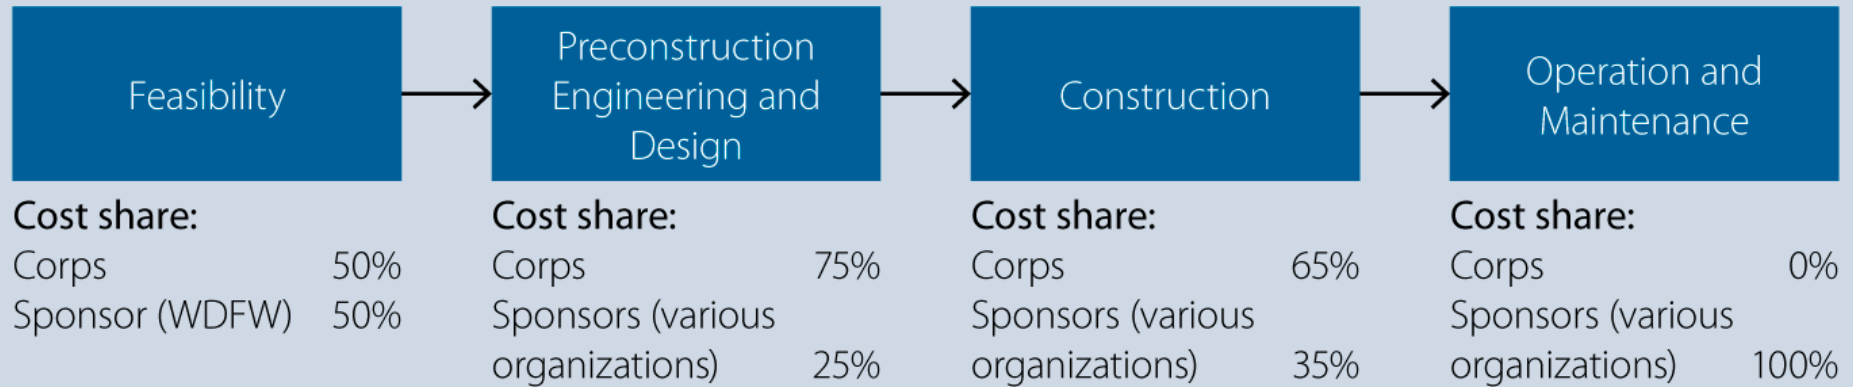 Feasibility
Preconstruction
Engineering and
Design
Construction
Operation and
Maintenance
Cost share:
Corps 50%
Sponsor (WDFW) 50%
Cost share:
Corps 75%
Sponsors (various
organizations) 25%
Cost share:
Corps 65%
Sponsors (various
organizations) 35%
Cost share:
Corps 0%
Sponsors (various
organizations) 100%